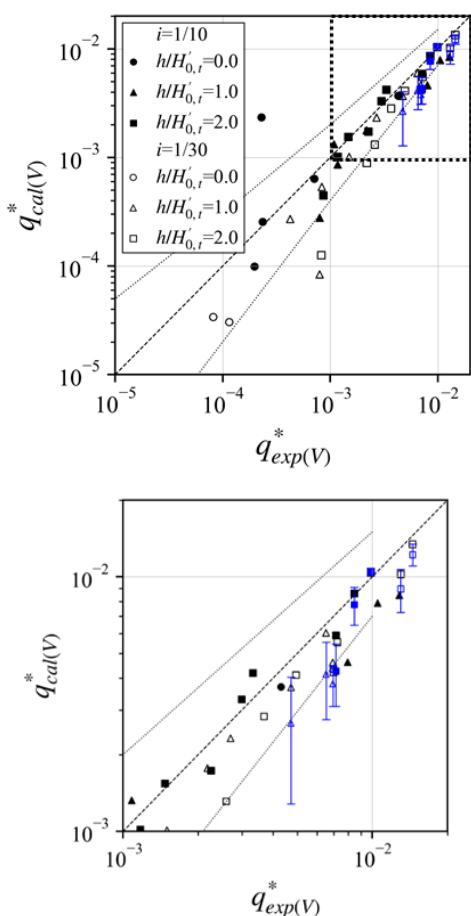 10⁻²
10⁻³
10⁻⁴
10⁻⁵
q*cal(V)
i=1/10
h/H′0,t=0.0
h/H′0,t=1.0
h/H′0,t=2.0
i=1/30
h/H′0,t=0.0
h/H′0,t=1.0
h/H′0,t=2.0
10⁻⁵ 10⁻⁴ 10⁻³ 10⁻²
q*exp(V)
10⁻²
10⁻³
q*cal(V)
10⁻³ 10⁻²
q*exp(V)